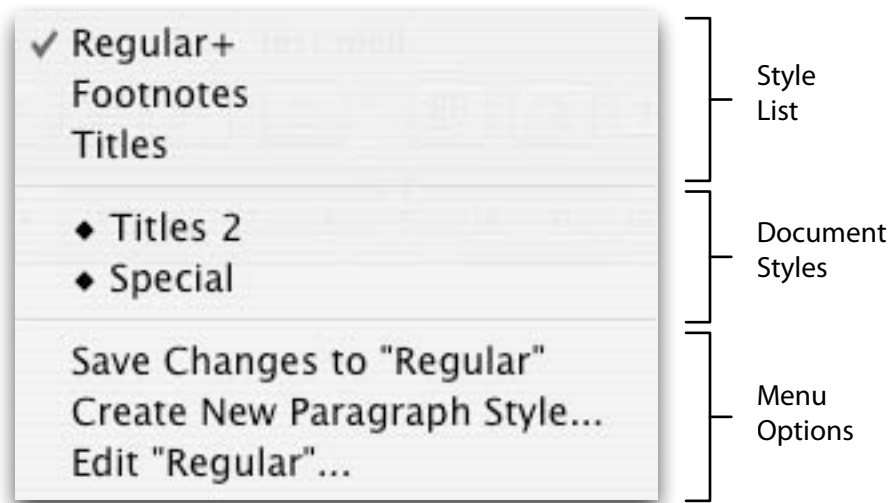 ✓ Regular+
Footnotes
Titles
◆ Titles 2
◆ Special
Save Changes to "Regular"
Create New Paragraph Style...
Edit "Regular"...
Style
List
Document
Styles
Menu
Options